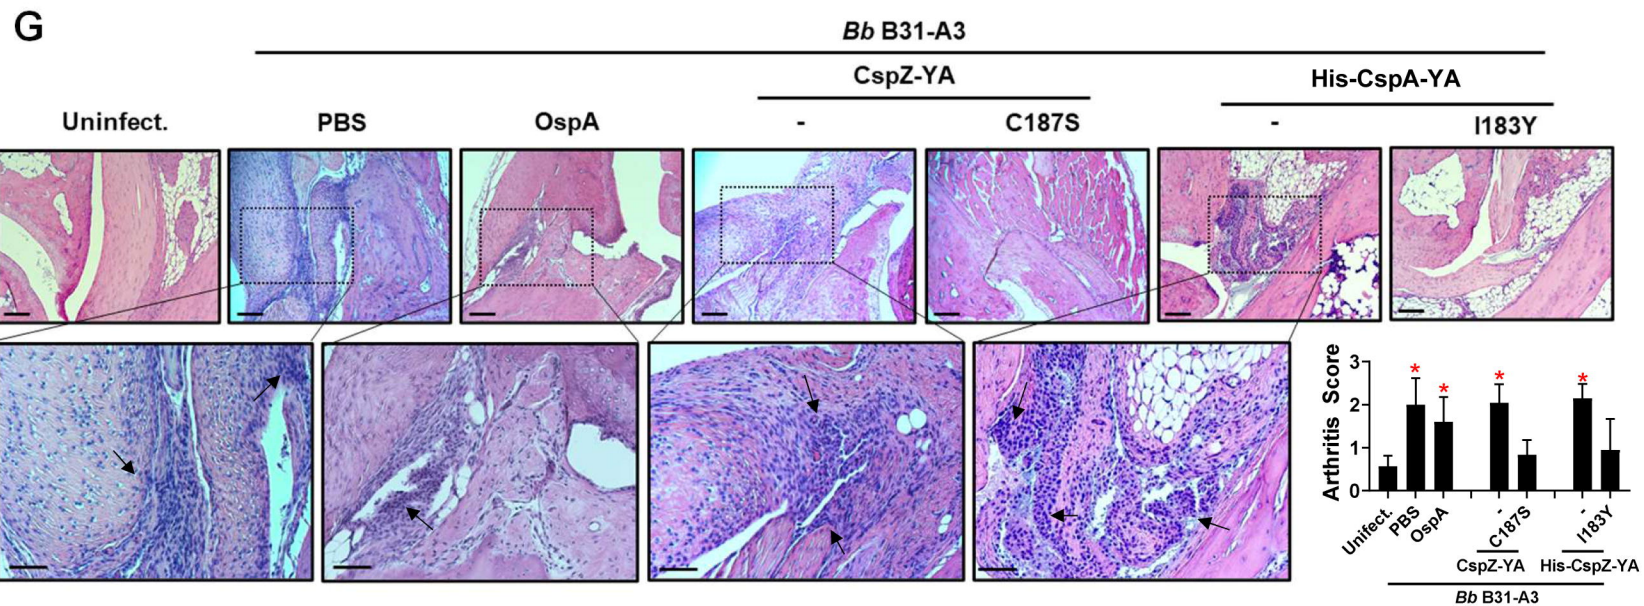 G
Bb B31-A3
CspZ-YA
His-CspA-YA
Uninfect.
PBS
OspA
-
C187S
-
I183Y
Arthritis Score
3
2
1
0
* * * *
Unifect.
PBS
OspA
-
C187S
-
I183Y
CspZ-YA
His-CspZ-YA
Bb B31-A3